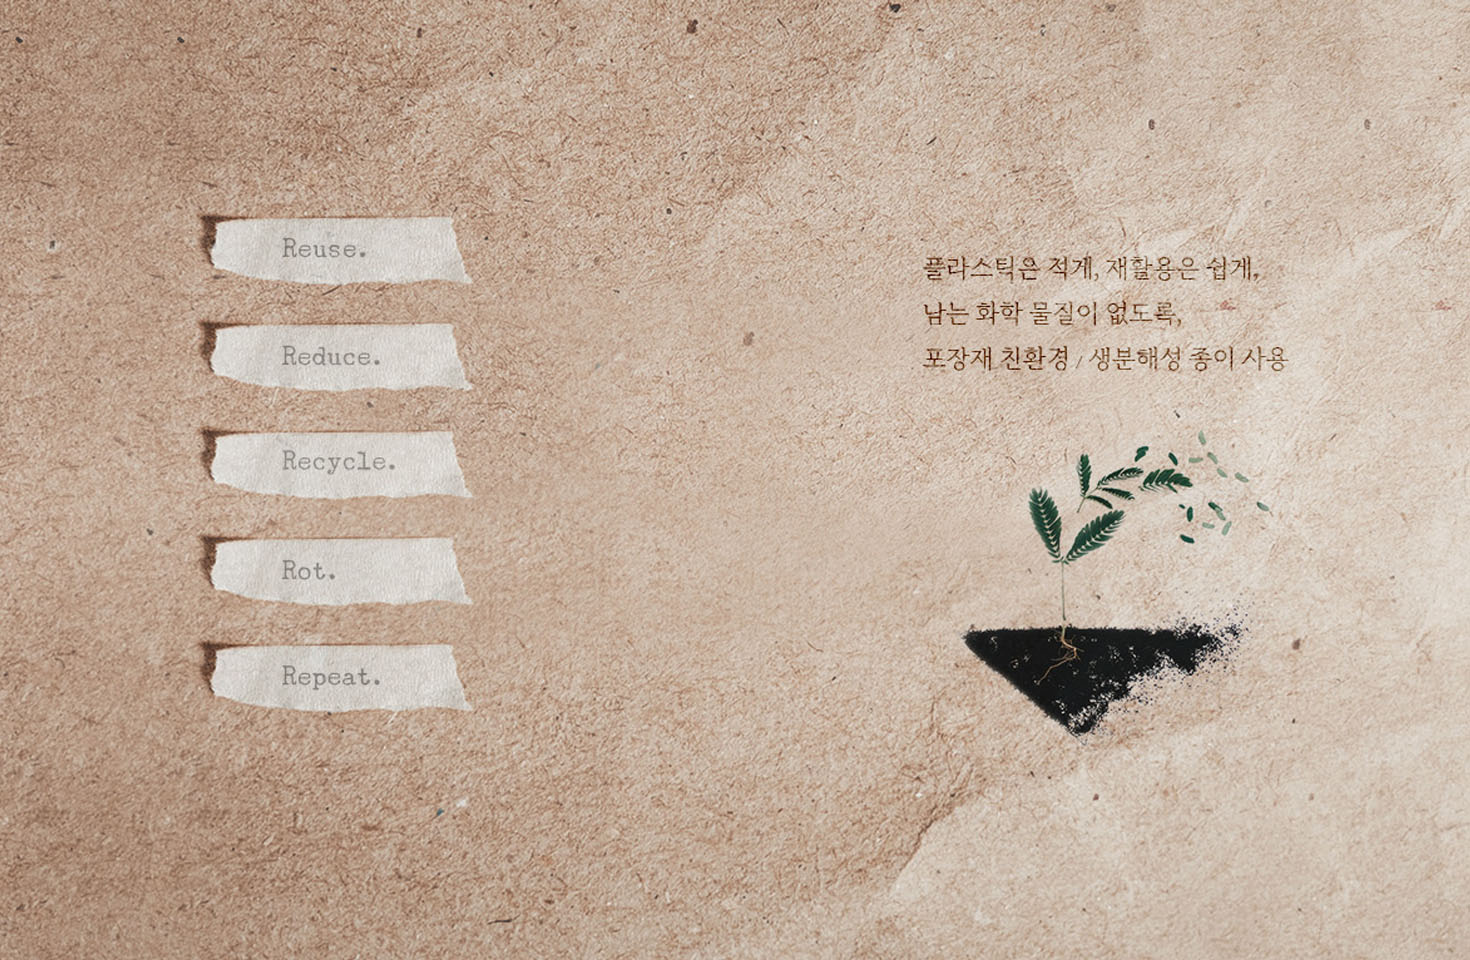 Reuse.
Reduce.
Recycle.
Rot.
Repeat.
플라스틱은 적게, 재활용은 쉽게,
남는 화학 물질이 없도록,
포장재 친환경 / 생분해성 종이 사용